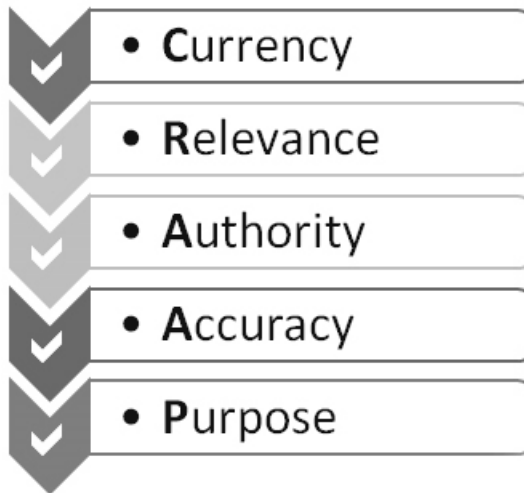 • Currency
• Relevance
• Authority
• Accuracy
• Purpose